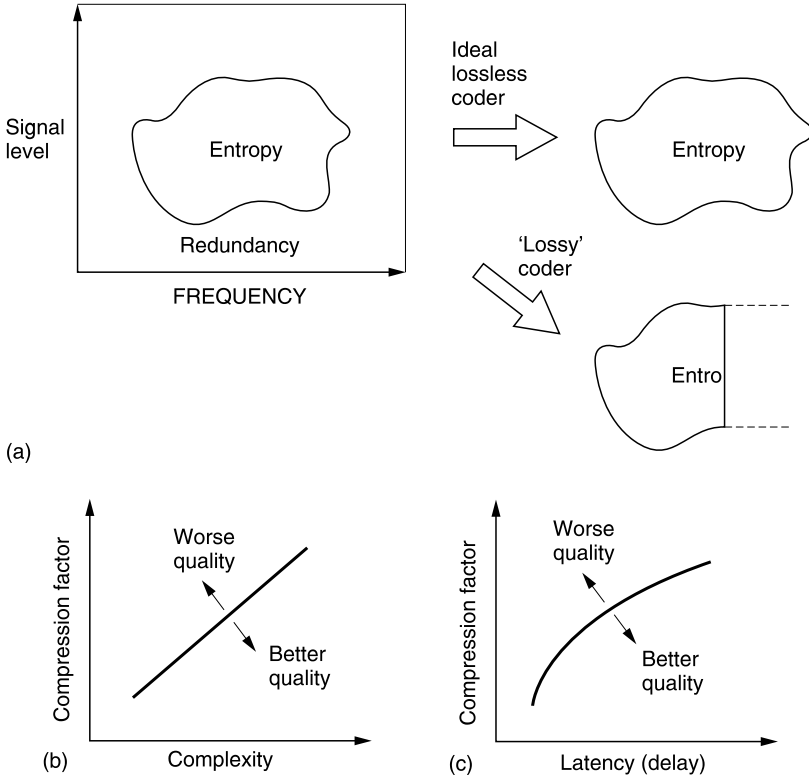 Signal
level
Entropy
Redundancy
FREQUENCY
Ideal
lossless
coder
Entropy
‘Lossy’
coder
Entro
(a)
Compression factor
Worse
quality
Better
quality
Complexity
(b)
Compression factor
Worse
quality
Better
quality
Latency (delay)
(c)